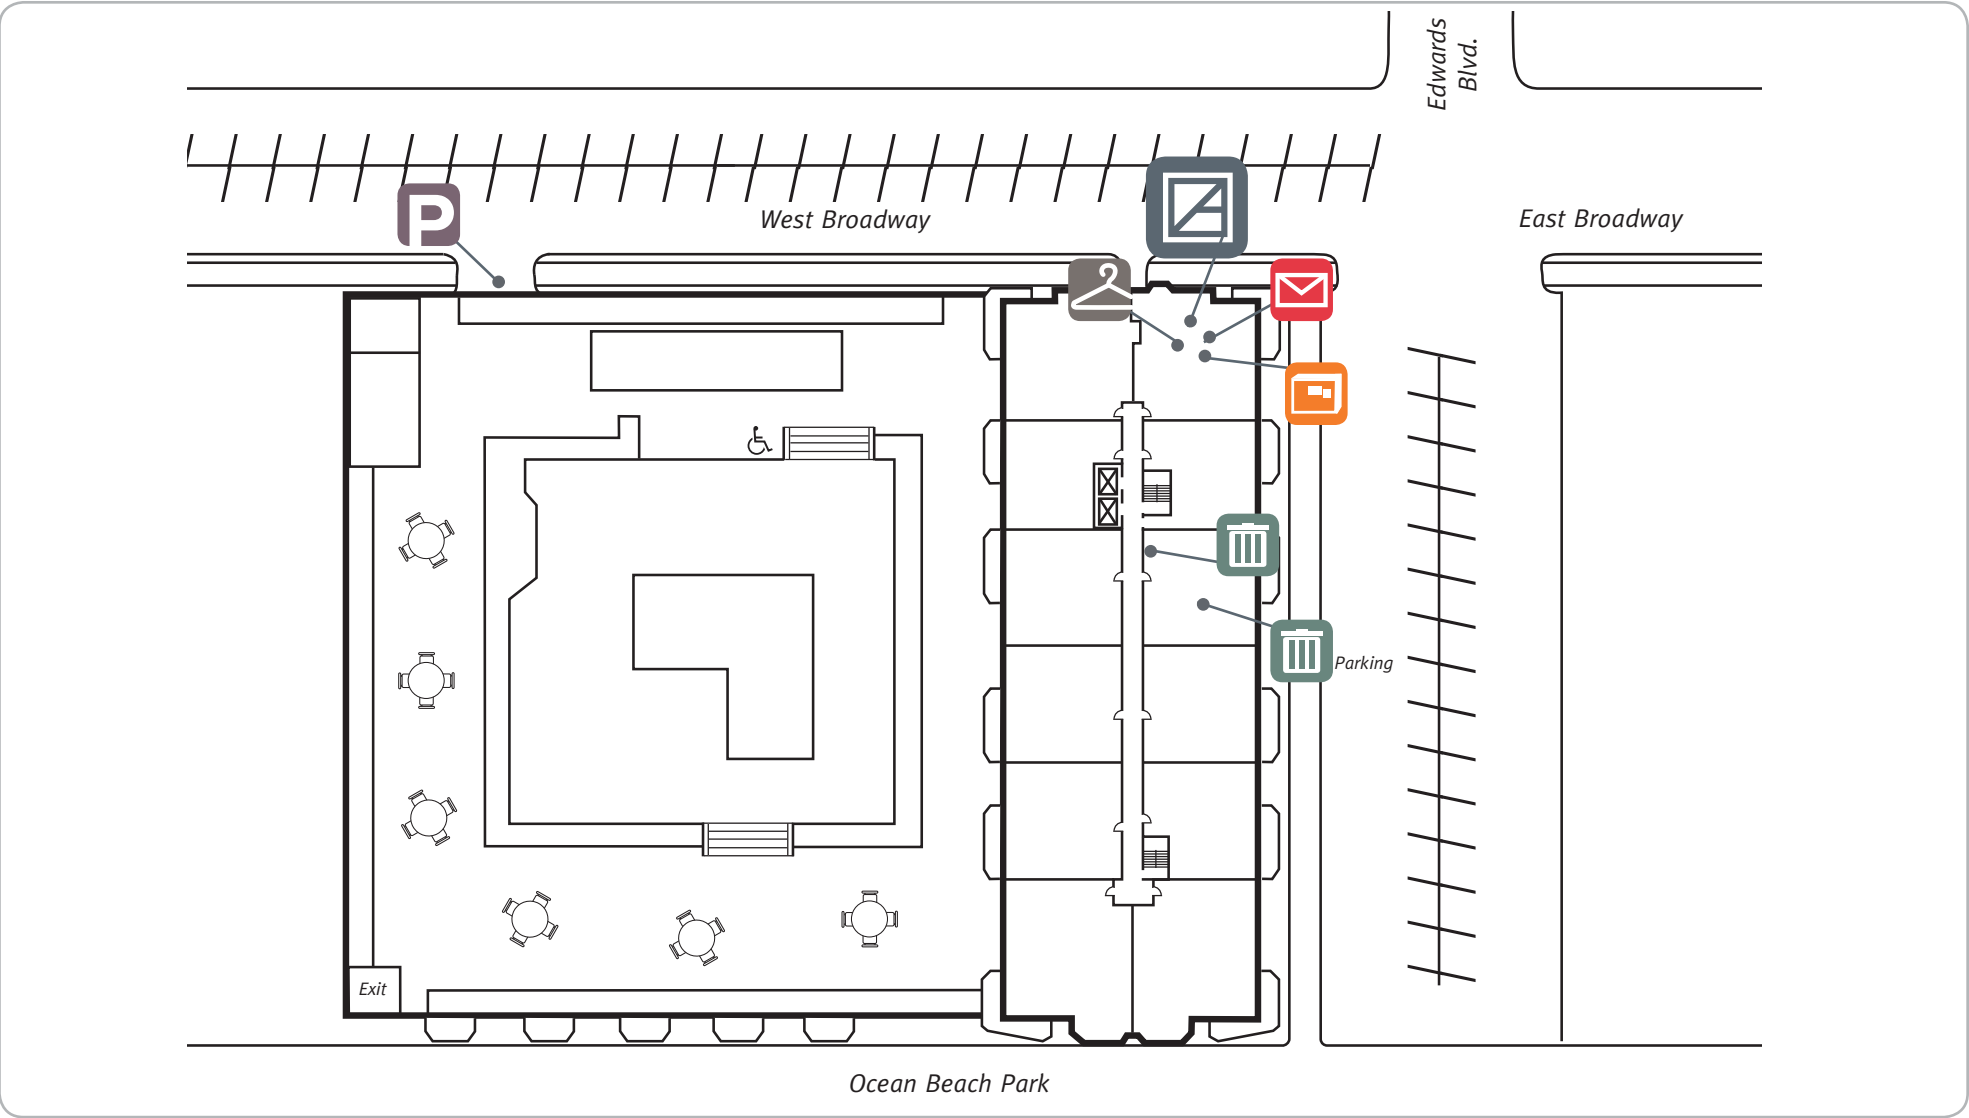 Edwards
Blvd.
P
West Broadway
East Broadway
Parking
Exit
Ocean Beach Park